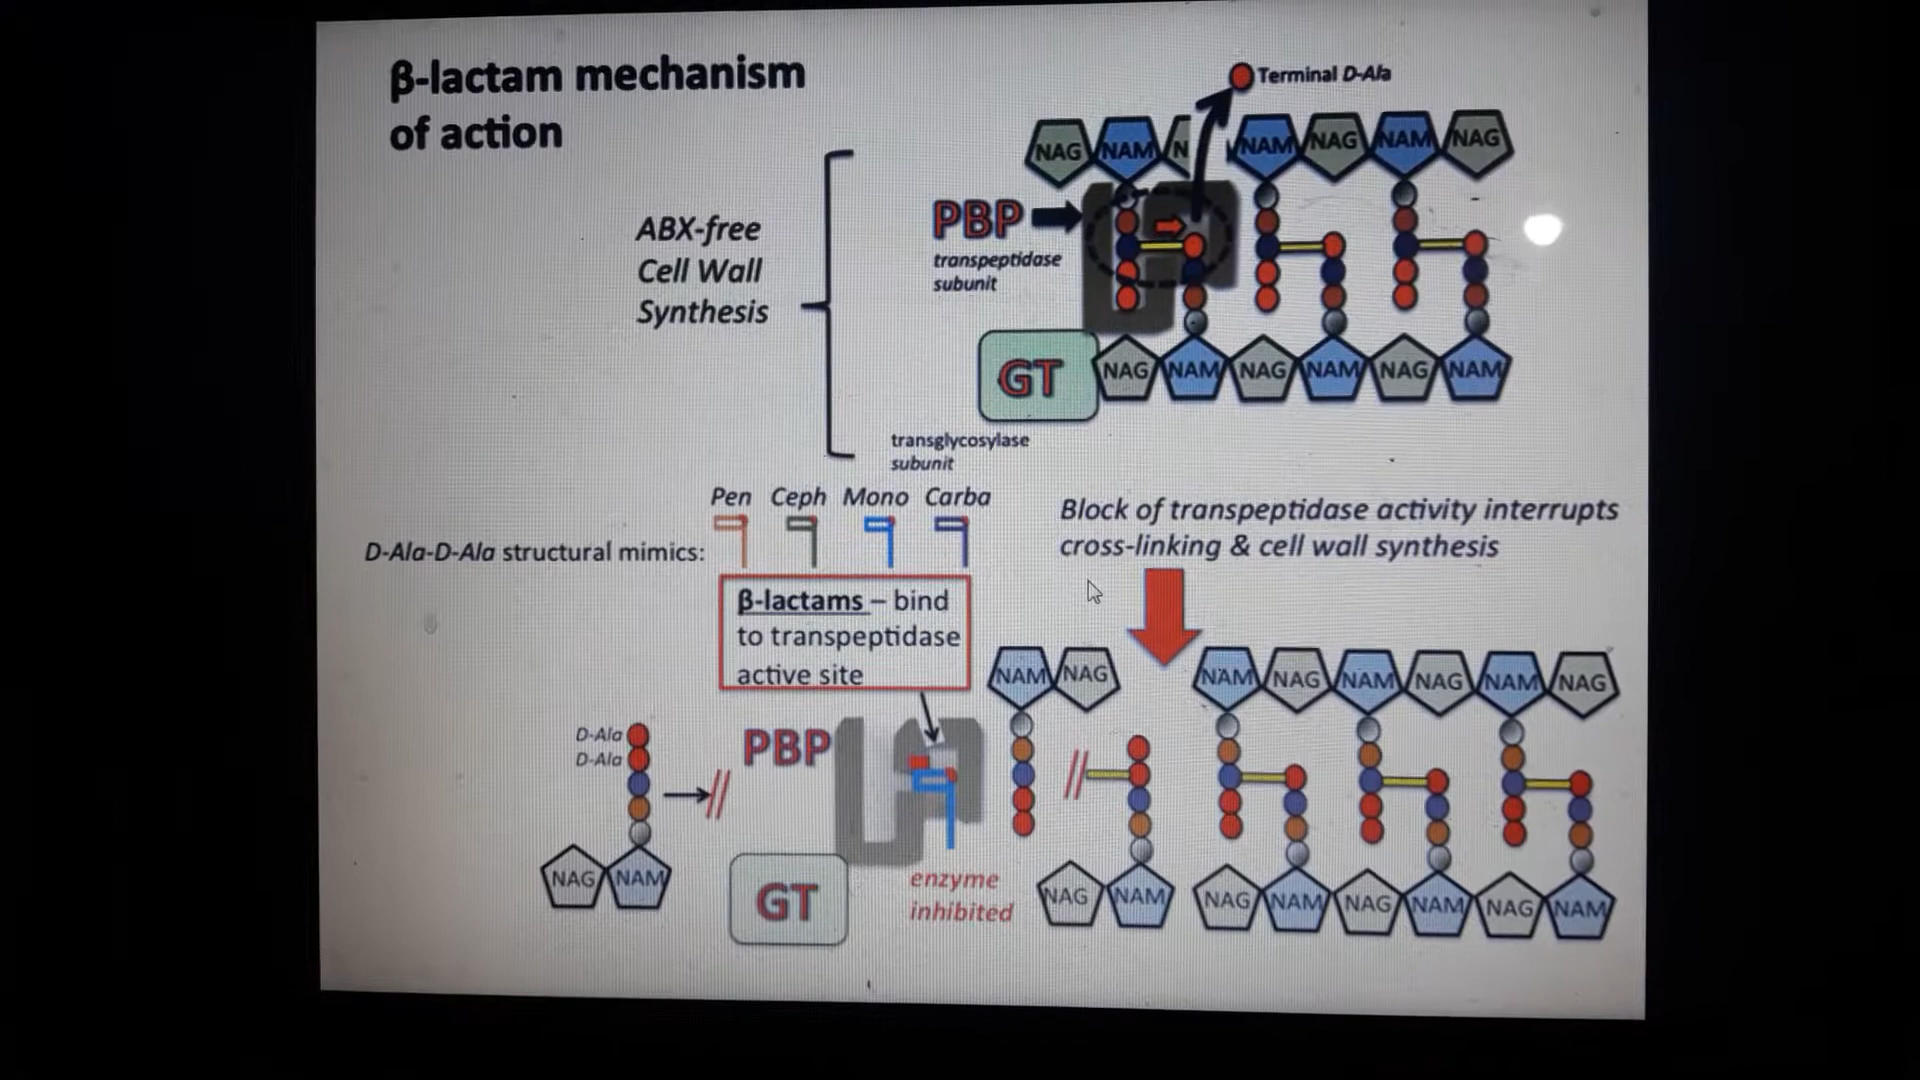 β-lactam mechanism
of action
Terminal D-Ala
NAG NAM N NAM NAG NAM NAG
ABX-free
Cell Wall
Synthesis
PBP
transpeptidase
subunit
GT
NAG NAM NAG NAM NAG NAM
transglycosylase
subunit
Pen Ceph Mono Carba
D-Ala-D-Ala structural mimics:
Block of transpeptidase activity interrupts
cross-linking & cell wall synthesis
β-lactams – bind
to transpeptidase
active site
NAM NAG NAM NAG NAM NAG NAM NAG
D-Ala
D-Ala
PBP
NAG NAM
GT
enzyme
inhibited
NAG NAM NAG NAM NAG NAM NAG NAM